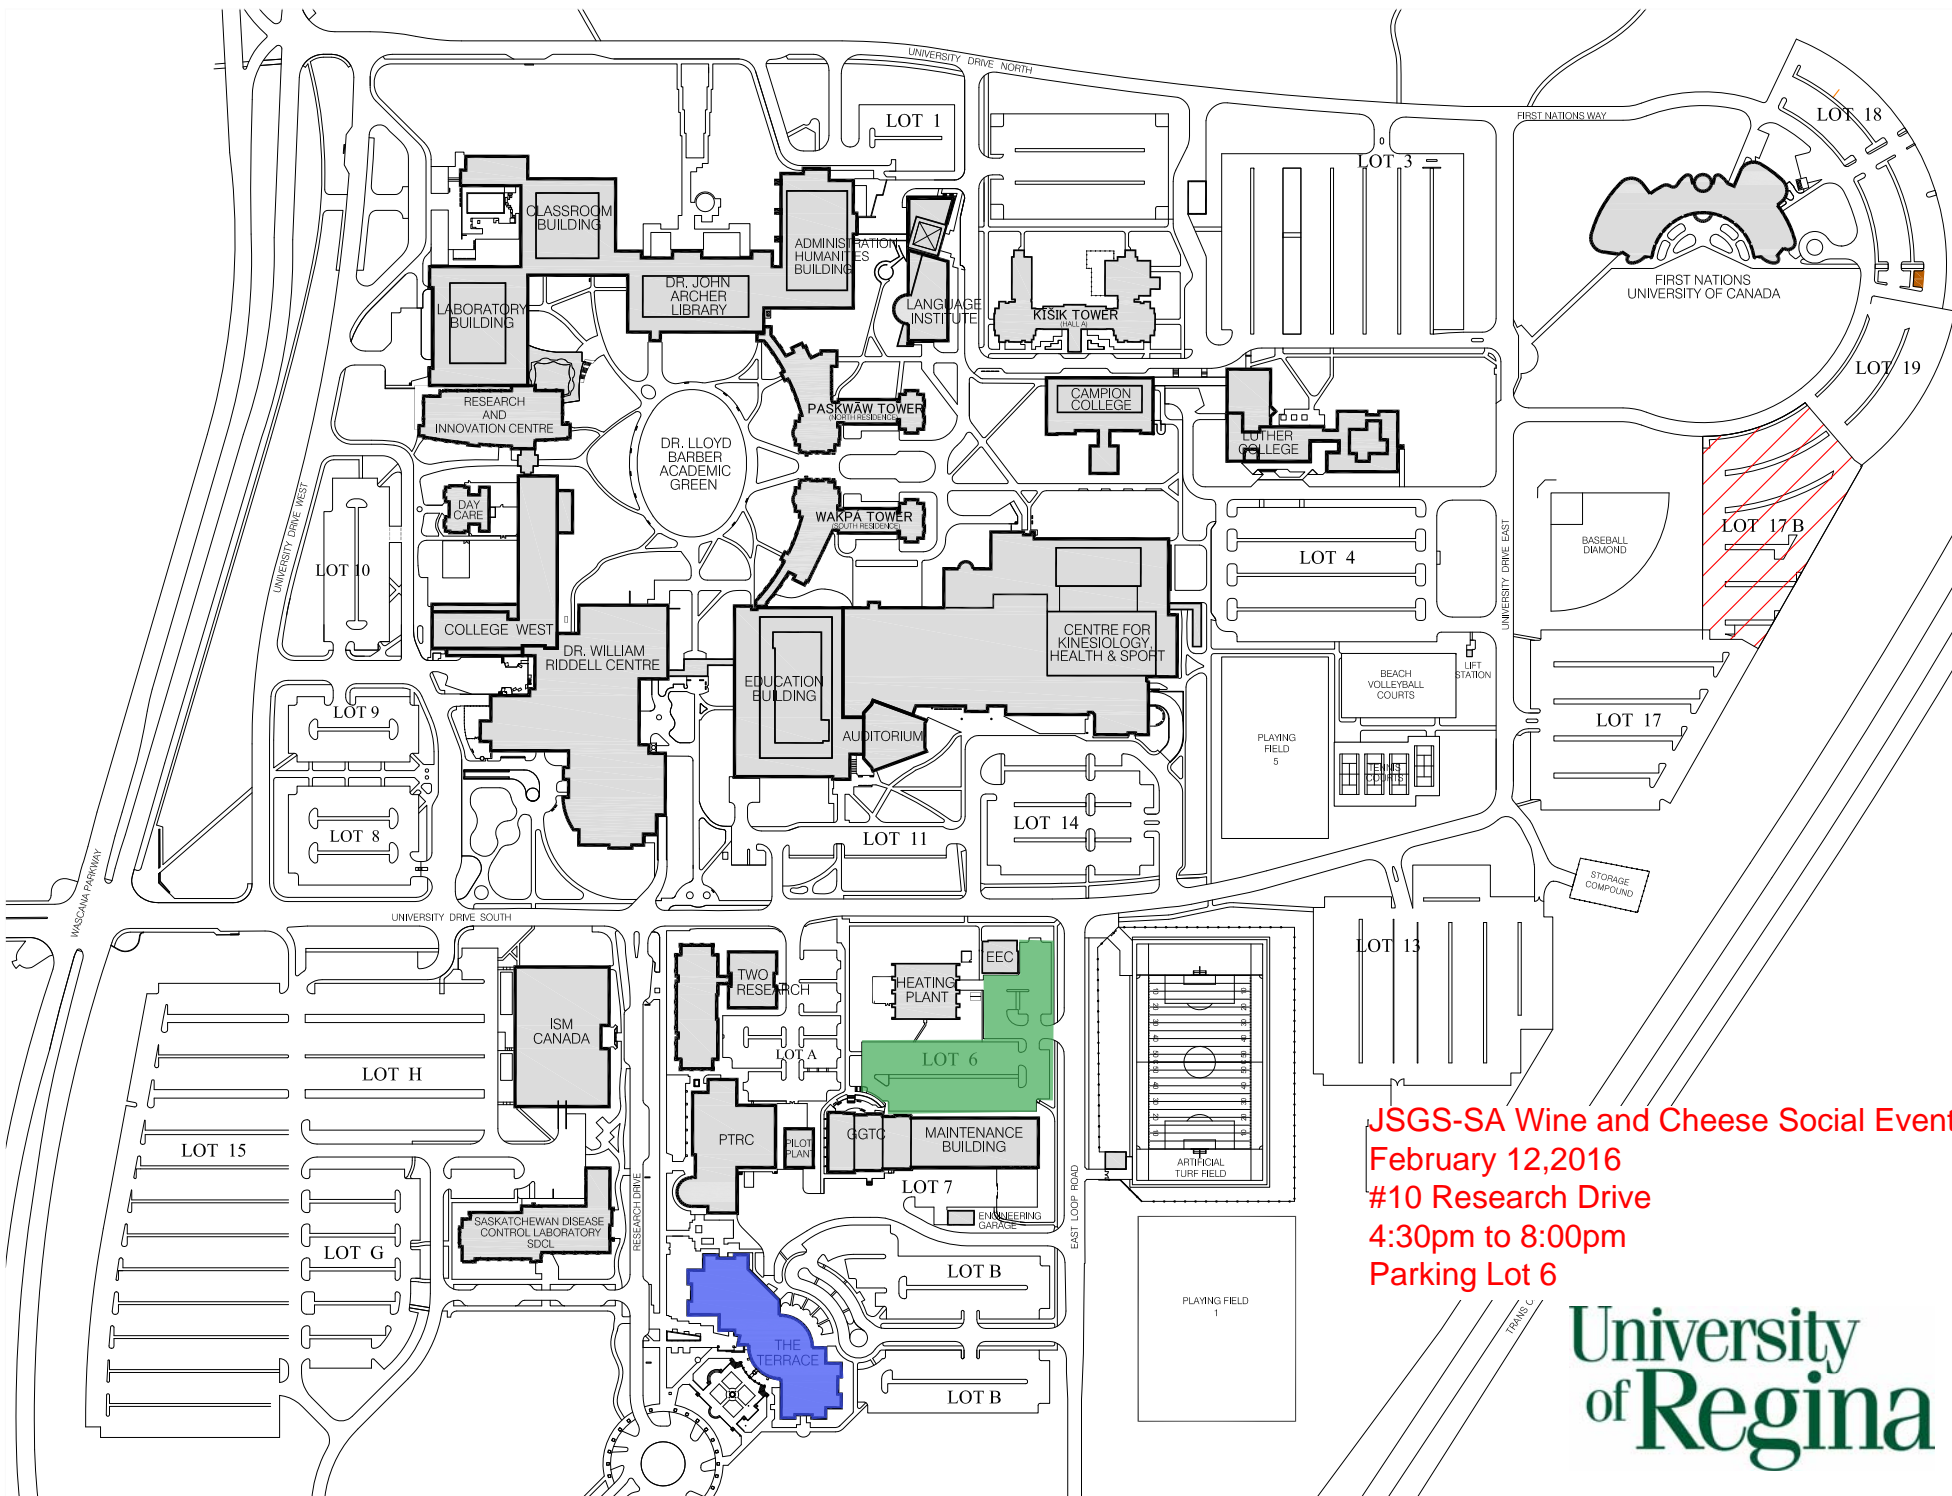 UNIVERSITY DRIVE NORTH
FIRST NATIONS WAY
LOT 18
LOT 1
LOT 3
CLASSROOM
BUILDING
ADMINISTRATION
HUMANITIES
BUILDING
DR. JOHN
ARCHER
LIBRARY
LABORATORY
BUILDING
LANGUAGE
INSTITUTE
KĪSIK TOWER
(HALL A)
FIRST NATIONS
UNIVERSITY OF CANADA
LOT 19
RESEARCH
AND
INNOVATION CENTRE
PASKWĀW TOWER
(NORTH RESIDENCE)
CAMPION
COLLEGE
LUTHER
COLLEGE
DR. LLOYD
BARBER
ACADEMIC
GREEN
DAY
CARE
WAKPĀ TOWER
(SOUTH RESIDENCE)
UNIVERSITY DRIVE WEST
LOT 10
LOT 4
UNIVERSITY DRIVE EAST
BASEBALL
DIAMOND
LOT 17 B
COLLEGE WEST
DR. WILLIAM
RIDDELL CENTRE
EDUCATION
BUILDING
CENTRE FOR
KINESIOLOGY,
HEALTH & SPORT
LIFT
STATION
BEACH
VOLLEYBALL
COURTS
LOT 9
AUDITORIUM
LOT 17
PLAYING
FIELD
5
TENNIS
COURTS
LOT 8
LOT 11
LOT 14
WASCANA PARKWAY
STORAGE
COMPOUND
UNIVERSITY DRIVE SOUTH
LOT 13
EEC
TWO
RESEARCH
HEATING
PLANT
ISM
CANADA
LOT A
LOT 6
LOT H
PTRC
PILOT
PLANT
GGTC
MAINTENANCE
BUILDING
LOT 15
ARTIFICIAL
TURF FIELD
LOT 7
ENGINEERING
GARAGE
EAST LOOP ROAD
RESEARCH DRIVE
SASKATCHEWAN DISEASE
CONTROL LABORATORY
SDCL
LOT G
LOT B
PLAYING FIELD
1
THE
TERRACE
LOT B
TRANS C
JSGS-SA Wine and Cheese Social Event
February 12,2016
#10 Research Drive
4:30pm to 8:00pm
Parking Lot 6
University
of Regina